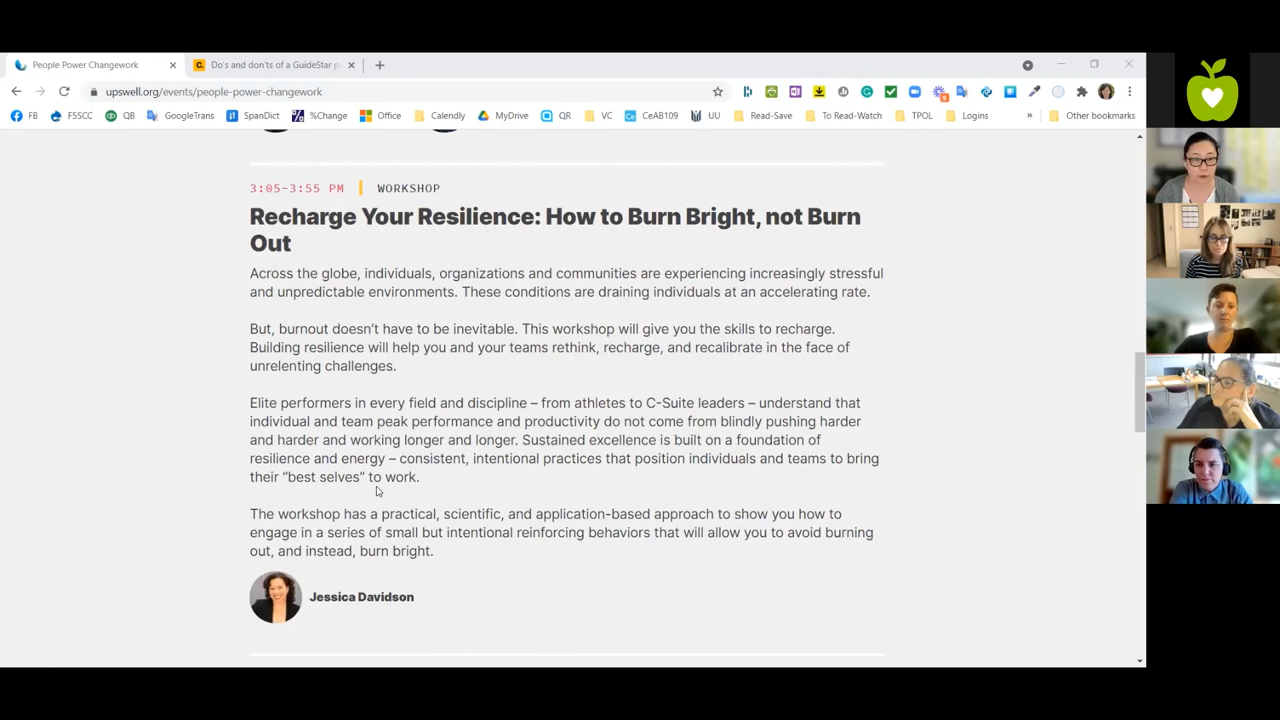 People Power Changework
Do's and don'ts of a GuideStar p
upswell.org/events/people-power-changework
FB
F5SCC
QB
GoogleTrans
SpanDict
%Change
Office
Calendly
MyDrive
QR
VC
CeAB109
UU
Read-Save
To Read-Watch
TPOL
Logins
»
Other bookmarks
3:05-3:55 PM | WORKSHOP
Recharge Your Resilience: How to Burn Bright, not Burn
Out
Across the globe, individuals, organizations and communities are experiencing increasingly stressful
and unpredictable environments. These conditions are draining individuals at an accelerating rate.
But, burnout doesn't have to be inevitable. This workshop will give you the skills to recharge.
Building resilience will help you and your teams rethink, recharge, and recalibrate in the face of
unrelenting challenges.
Elite performers in every field and discipline – from athletes to C-Suite leaders – understand that
individual and team peak performance and productivity do not come from blindly pushing harder
and harder and working longer and longer. Sustained excellence is built on a foundation of
resilience and energy – consistent, intentional practices that position individuals and teams to bring
their “best selves” to work.
The workshop has a practical, scientific, and application-based approach to show you how to
engage in a series of small but intentional reinforcing behaviors that will allow you to avoid burning
out, and instead, burn bright.
Jessica Davidson